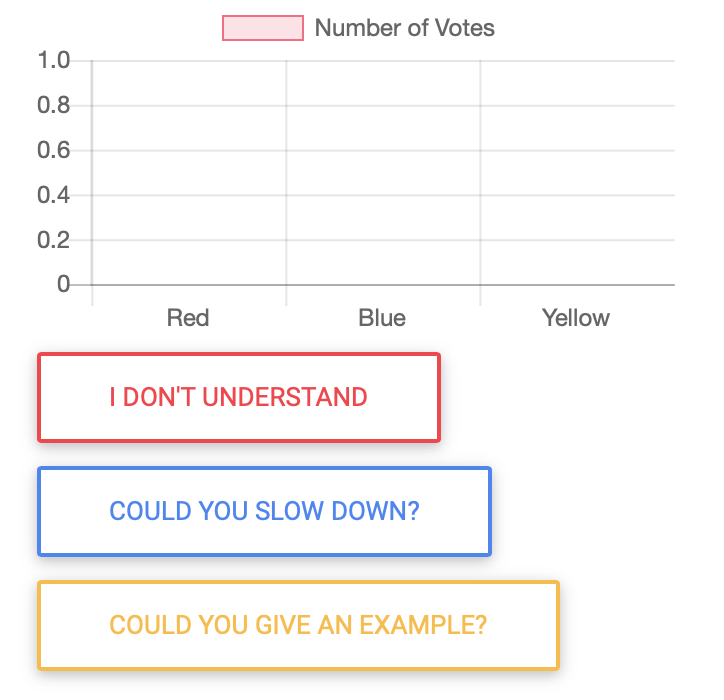 Number of Votes
1.0
0.8
0.6
0.4
0.2
0
Red Blue Yellow
I DON'T UNDERSTAND
COULD YOU SLOW DOWN?
COULD YOU GIVE AN EXAMPLE?